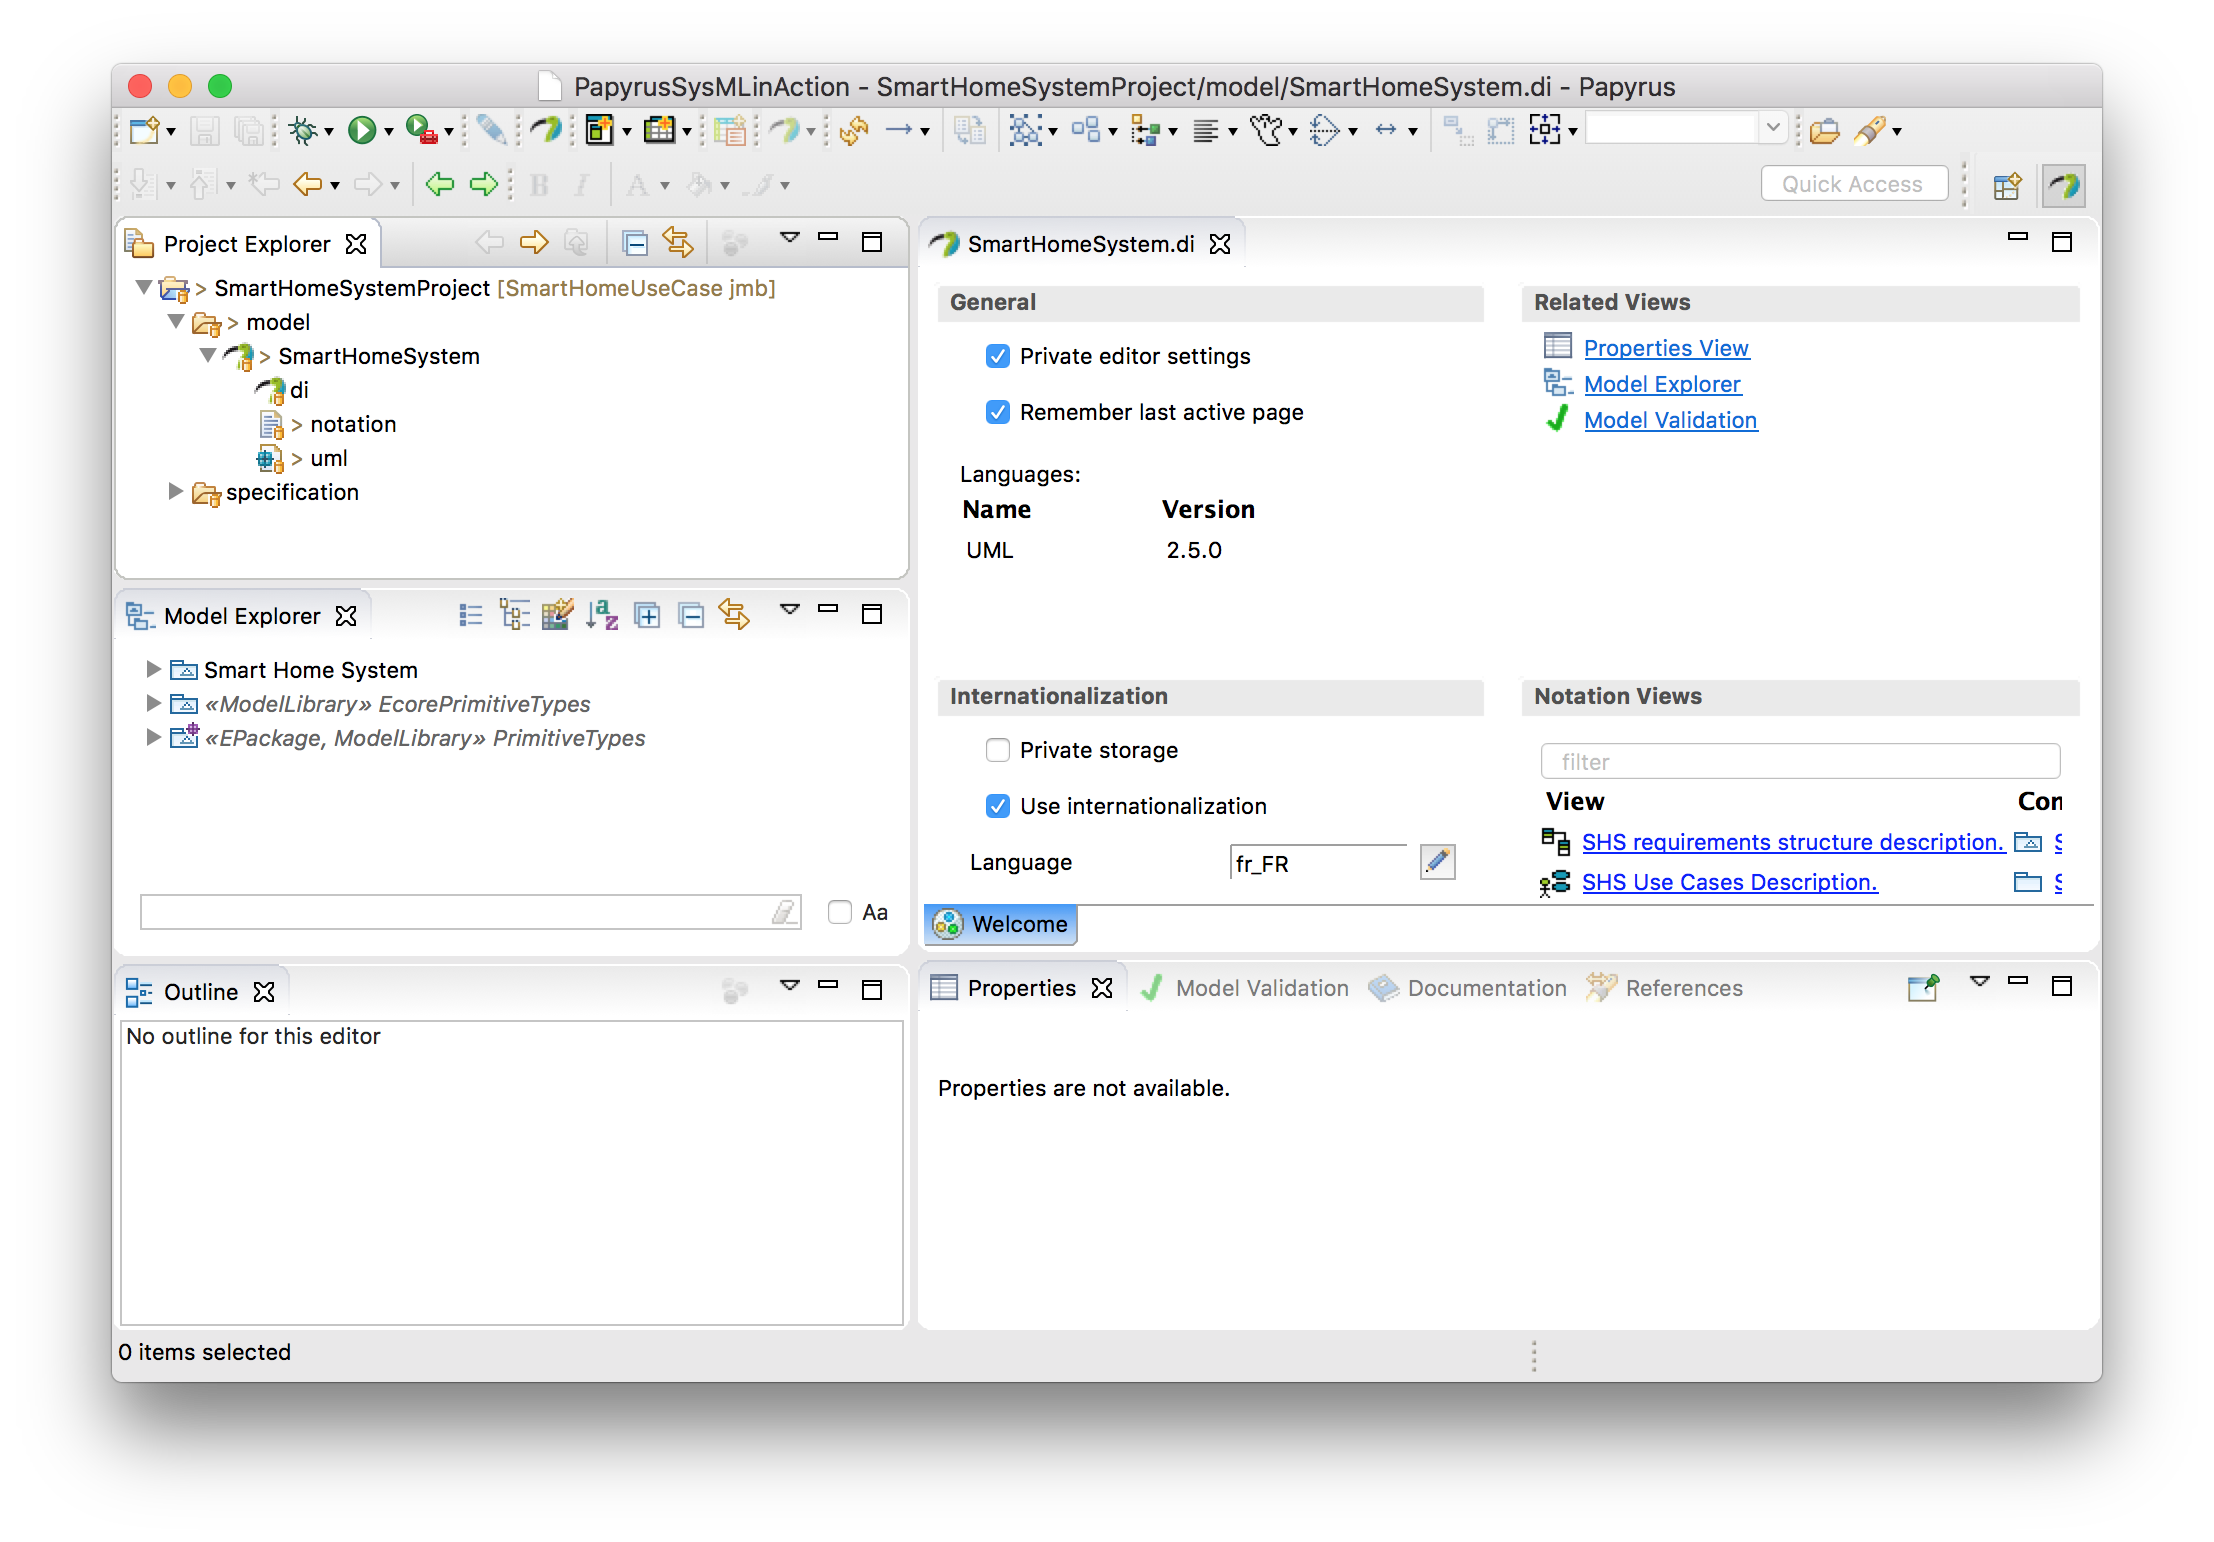 PapyrusSysMLinAction - SmartHomeSystemProject/model/SmartHomeSystem.di - Papyrus
B I A
Quick Access
Project Explorer
> SmartHomeSystemProject [SmartHomeUseCase jmb]
> model
> SmartHomeSystem
di
> notation
> uml
specification
Model Explorer
Smart Home System
«ModelLibrary» EcorePrimitiveTypes
«EPackage, ModelLibrary» PrimitiveTypes
Aa
Outline
No outline for this editor
0 items selected
SmartHomeSystem.di
General
Private editor settings
Remember last active page
Languages:
Name Version
UML 2.5.0
Related Views
Properties View
Model Explorer
Model Validation
Internationalization
Private storage
Use internationalization
Language fr_FR
Notation Views
filter
View Con
SHS requirements structure description. S
SHS Use Cases Description. S
Welcome
Properties Model Validation Documentation References
Properties are not available.